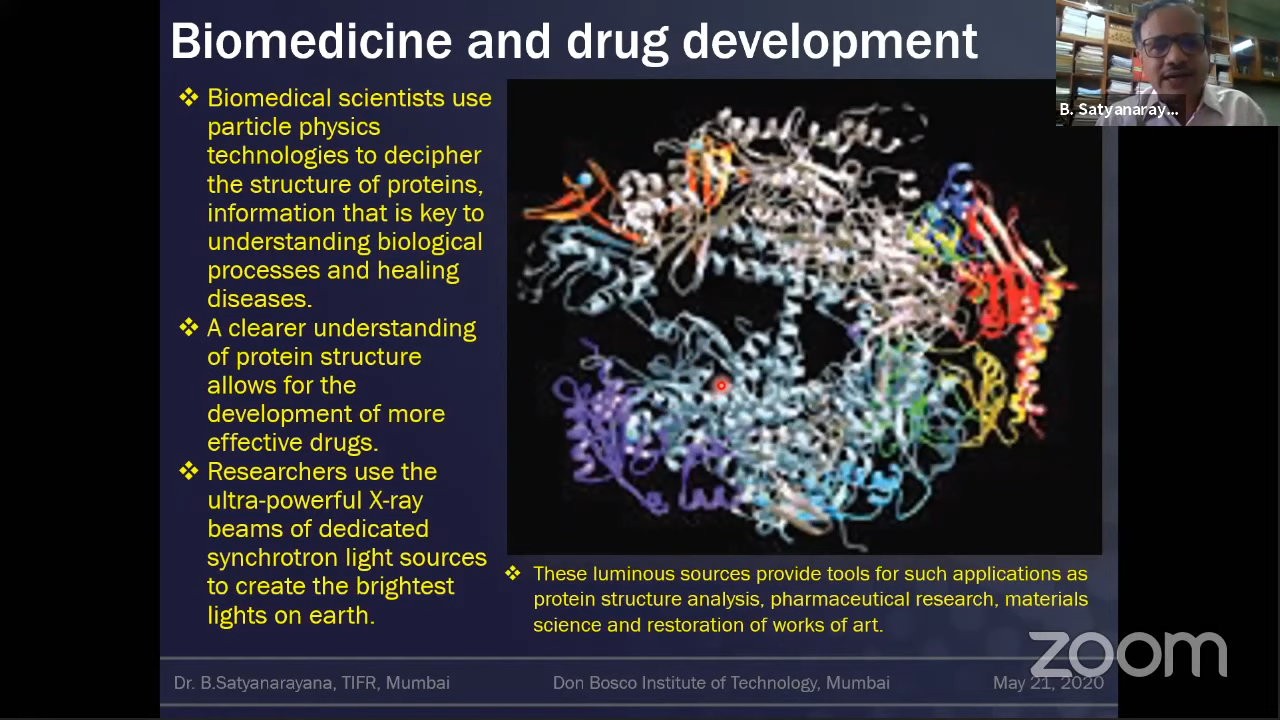 Biomedicine and drug development
B. Satyanaray...
❖ Biomedical scientists use
particle physics
technologies to decipher
the structure of proteins,
information that is key to
understanding biological
processes and healing
diseases.
❖ A clearer understanding
of protein structure
allows for the
development of more
effective drugs.
❖ Researchers use the
ultra-powerful X-ray
beams of dedicated
synchrotron light sources
to create the brightest
lights on earth.
❖ These luminous sources provide tools for such applications as
protein structure analysis, pharmaceutical research, materials
science and restoration of works of art.
zoom
Dr. B.Satyanarayana, TIFR, Mumbai
Don Bosco Institute of Technology, Mumbai
May 21, 2020